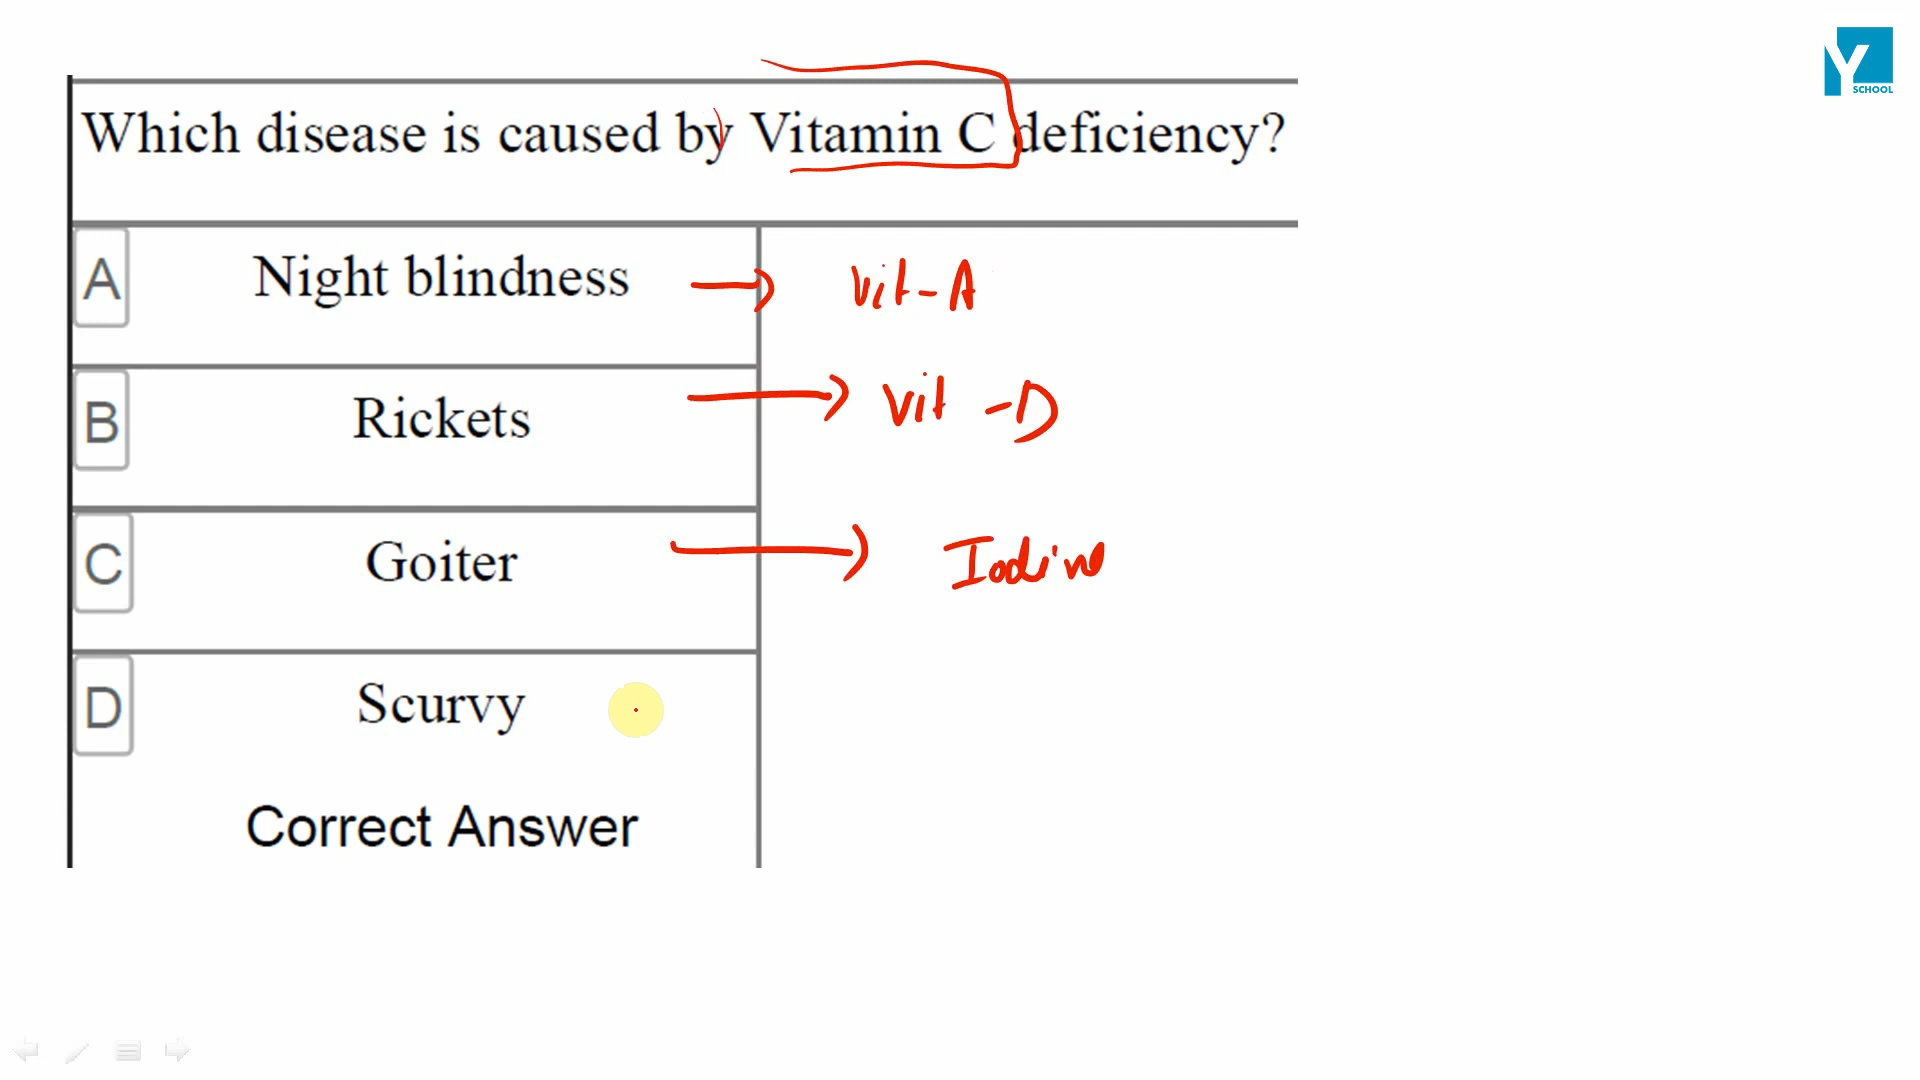 Y SCHOOL
Which disease is caused by Vitamin C deficiency?
A Night blindness → Vit-A
B Rickets → Vit -D
C Goiter → Iodine
D Scurvy
Correct Answer